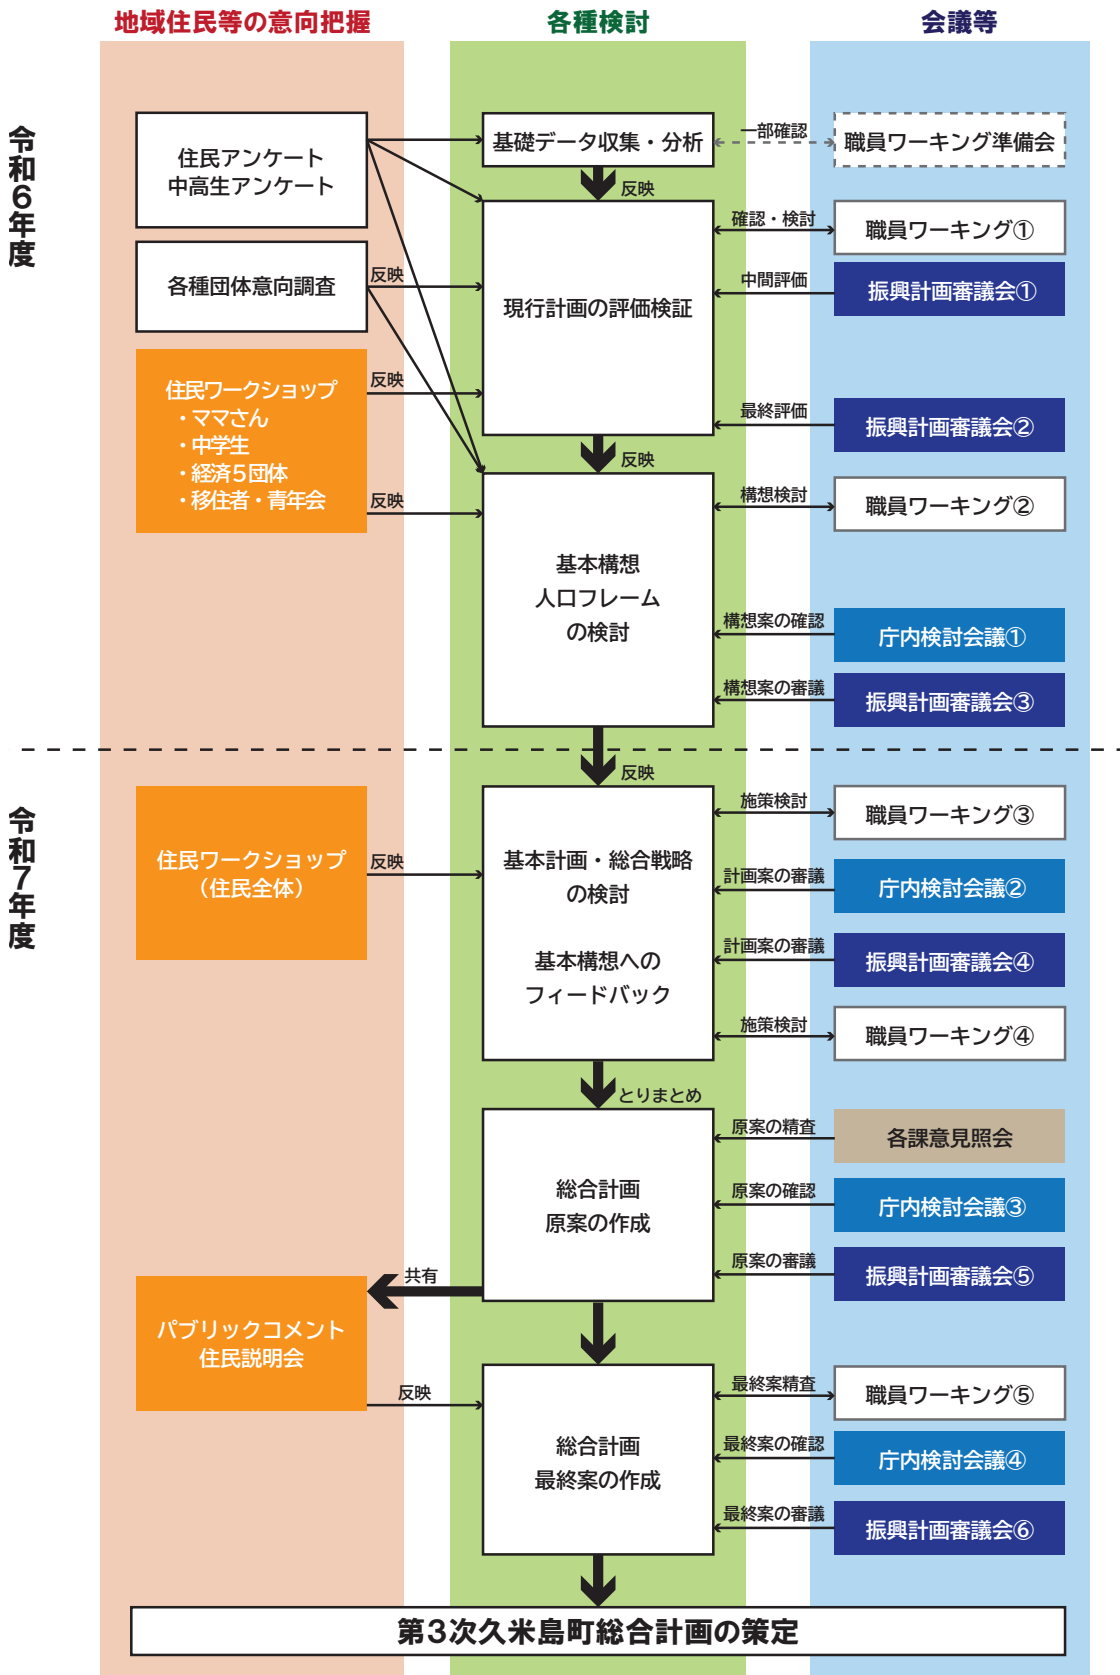 地域住民等の意向把握
各種検討
会議等
令和6年度
住民アンケート
中高生アンケート
基礎データ収集・分析
一部確認
職員ワーキング準備会
反映
確認・検討
職員ワーキング①
各種団体意向調査
反映
現行計画の評価検証
中間評価
振興計画審議会①
住民ワークショップ
・ママさん
・中学生
・経済5団体
・移住者・青年会
反映
最終評価
振興計画審議会②
反映
反映
構想検討
職員ワーキング②
基本構想
人口フレーム
の検討
構想案の確認
庁内検討会議①
構想案の審議
振興計画審議会③
反映
令和7年度
住民ワークショップ
（住民全体）
反映
基本計画・総合戦略
の検討
基本構想への
フィードバック
施策検討
職員ワーキング③
計画案の審議
庁内検討会議②
計画案の審議
振興計画審議会④
施策検討
職員ワーキング④
とりまとめ
総合計画
原案の作成
原案の精査
各課意見照会
原案の確認
庁内検討会議③
原案の審議
振興計画審議会⑤
共有
パブリックコメント
住民説明会
反映
総合計画
最終案の作成
最終案精査
職員ワーキング⑤
最終案の確認
庁内検討会議④
最終案の審議
振興計画審議会⑥
第3次久米島町総合計画の策定